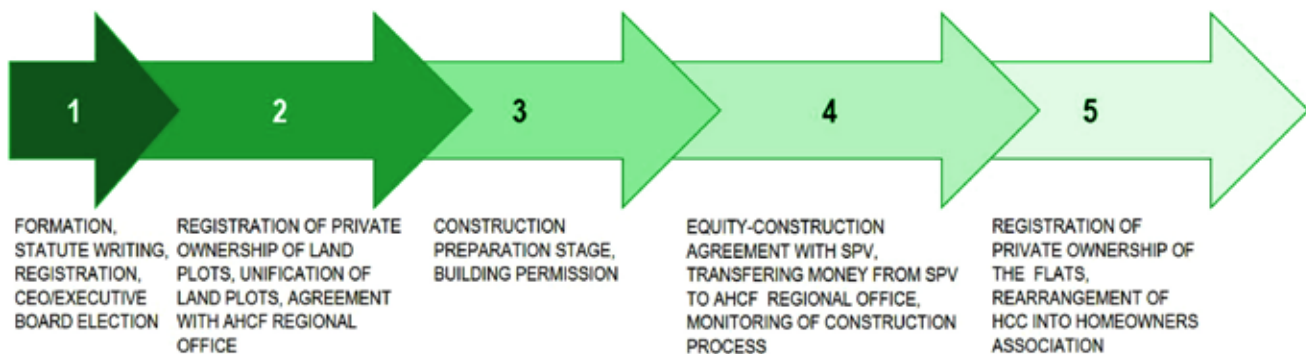 1
2
3
4
5
FORMATION,
STATUTE WRITING,
REGISTRATION,
CEO/EXECUTIVE
BOARD ELECTION
REGISTRATION OF PRIVATE
OWNERSHIP OF LAND
PLOTS, UNIFICATION OF
LAND PLOTS, AGREEMENT
WITH AHCF REGIONAL
OFFICE
CONSTRUCTION
PREPARATION STAGE,
BUILDING PERMISSION
EQUITY-CONSTRUCTION
AGREEMENT WITH SPV,
TRANSFERING MONEY FROM SPV
TO AHCF REGIONAL OFFICE,
MONITORING OF CONSTRUCTION
PROCESS
REGISTRATION OF
PRIVATE OWNERSHIP OF
THE FLATS,
REARRANGEMENT OF
HCC INTO HOMEOWNERS
ASSOCIATION